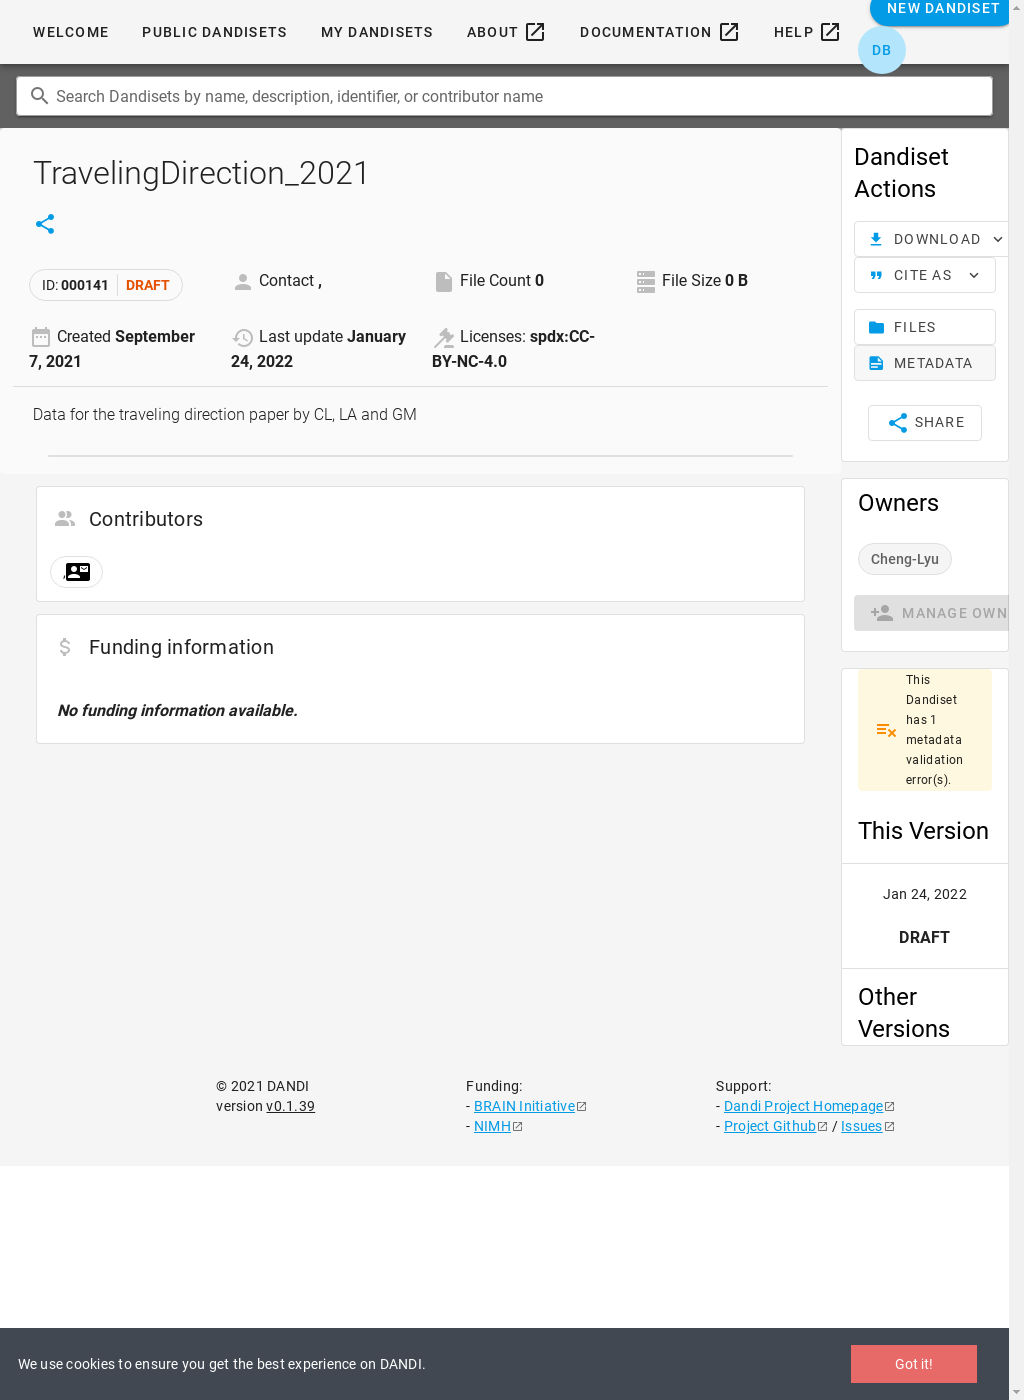 WELCOME
PUBLIC DANDISETS
MY DANDISETS
ABOUT
DOCUMENTATION
HELP
NEW DANDISET
DB
Search Dandisets by name, description, identifier, or contributor name
TravelingDirection_2021
ID: 000141 DRAFT
Contact ,
File Count 0
File Size 0 B
Created September
7, 2021
Last update January
24, 2022
Licenses: spdx:CC-
BY-NC-4.0
Data for the traveling direction paper by CL, LA and GM
Contributors
,
Funding information
No funding information available.
Dandiset
Actions
DOWNLOAD
CITE AS
FILES
METADATA
SHARE
Owners
Cheng-Lyu
MANAGE OWN
This
Dandiset
has 1
metadata
validation
error(s).
This Version
Jan 24, 2022
DRAFT
Other
Versions
© 2021 DANDI
version v0.1.39
Funding:
- BRAIN Initiative
- NIMH
Support:
- Dandi Project Homepage
- Project Github / Issues
We use cookies to ensure you get the best experience on DANDI.
Got it!